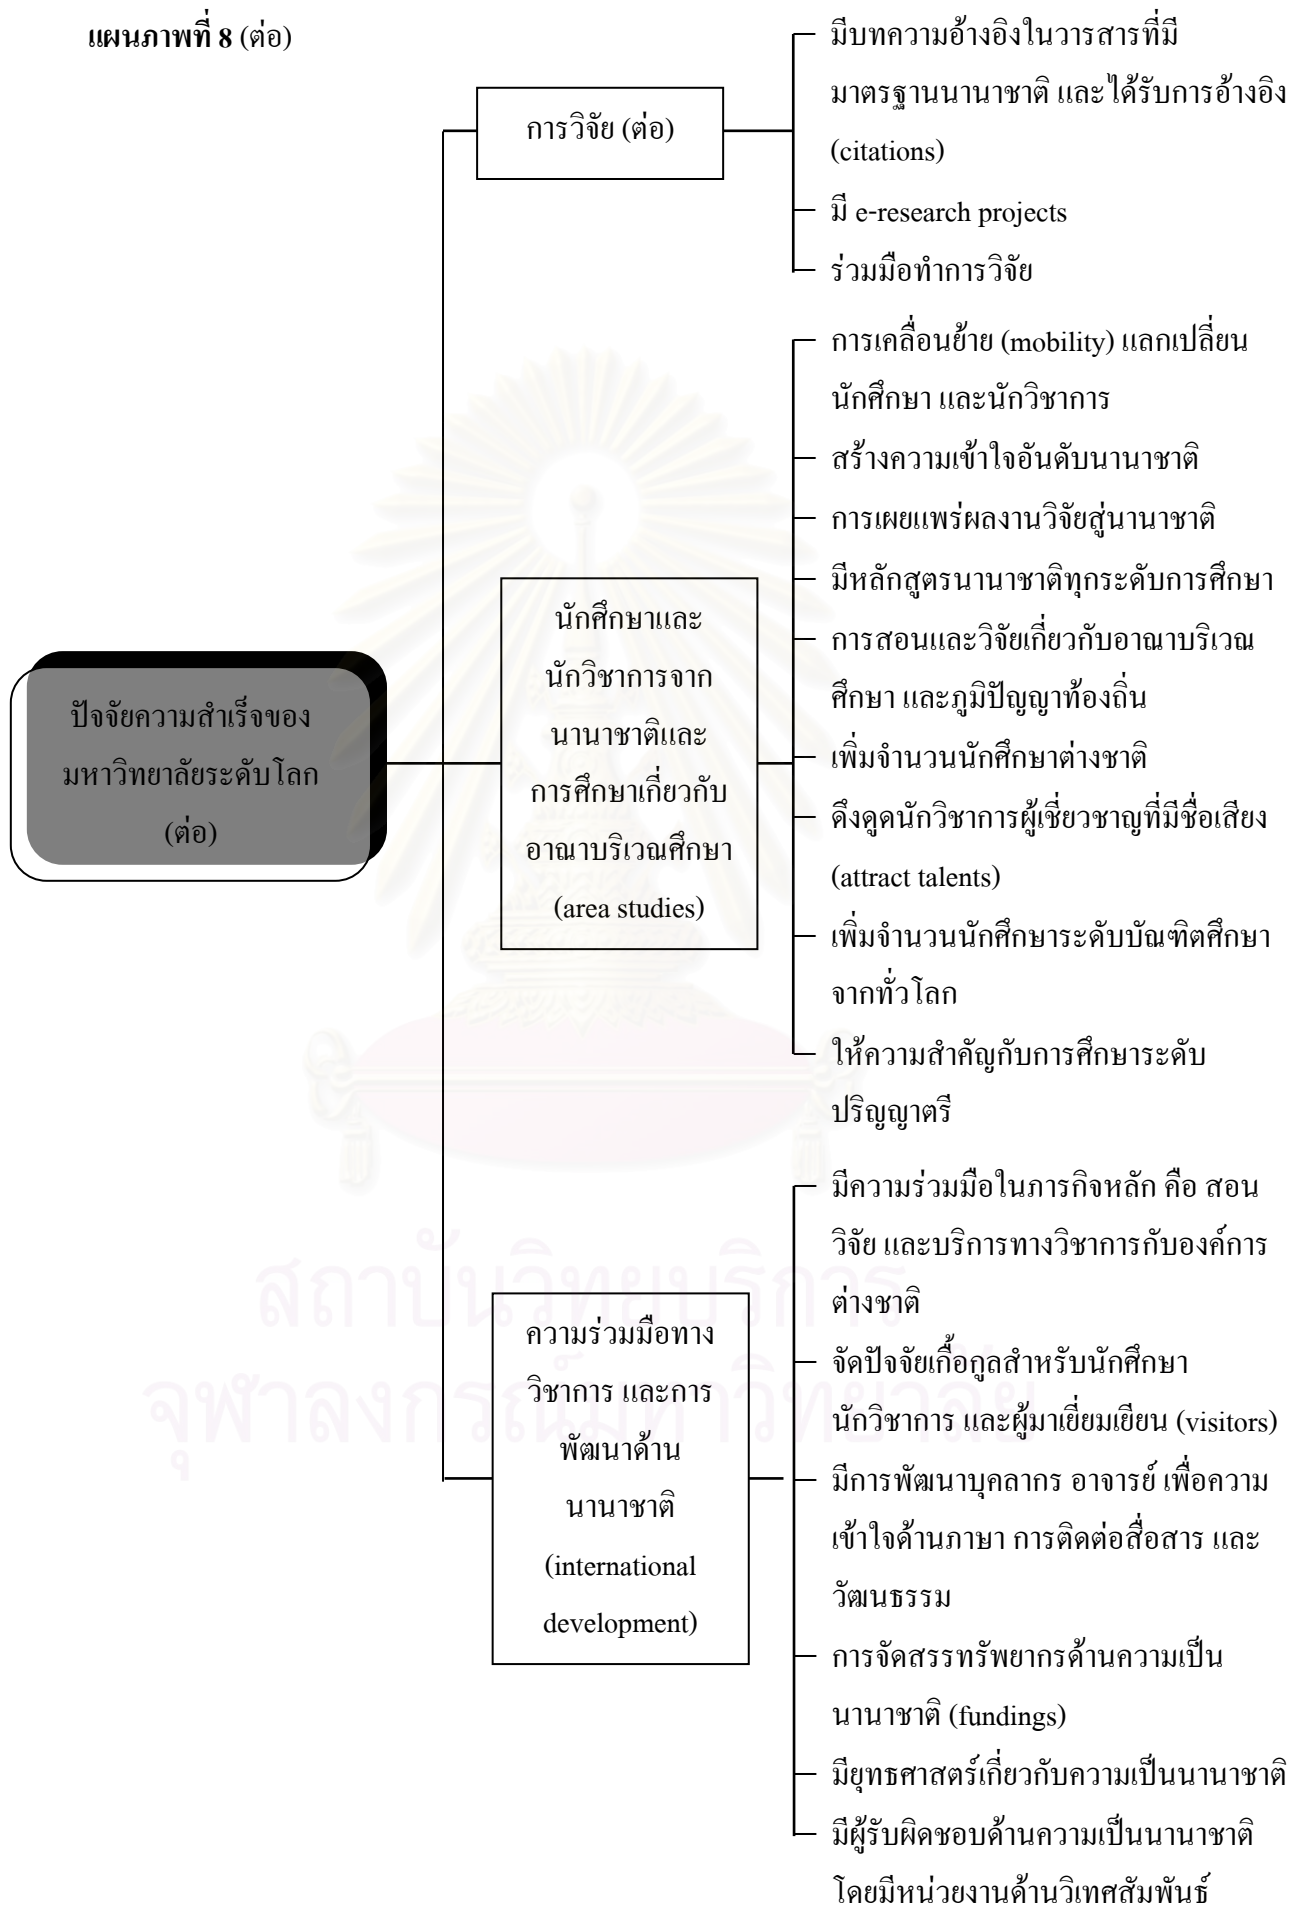 แผนภาพที่ 8 (ต่อ)
ปัจจัยความสำเร็จของ
มหาวิทยาลัยระดับโลก
(ต่อ)
การวิจัย (ต่อ)
มีบทความอ้างอิงในวารสารที่มี
มาตรฐานนานาชาติ และได้รับการอ้างอิง
(citations)
มี e-research projects
ร่วมมือทำการวิจัย
นักศึกษาและ
นักวิชาการจาก
นานาชาติและ
การศึกษาเกี่ยวกับ
อาณาบริเวณศึกษา
(area studies)
การเคลื่อนย้าย (mobility) แลกเปลี่ยน
นักศึกษา และนักวิชาการ
สร้างความเข้าใจอันดับนานาชาติ
การเผยแพร่ผลงานวิจัยสู่นานาชาติ
มีหลักสูตรนานาชาติทุกระดับการศึกษา
การสอนและวิจัยเกี่ยวกับอาณาบริเวณ
ศึกษา และภูมิปัญญาท้องถิ่น
เพิ่มจำนวนนักศึกษาต่างชาติ
ดึงดูดนักวิชาการผู้เชี่ยวชาญที่มีชื่อเสียง
(attract talents)
เพิ่มจำนวนนักศึกษาระดับบัณฑิตศึกษา
จากทั่วโลก
ให้ความสำคัญกับการศึกษาระดับ
ปริญญาตรี
ความร่วมมือทาง
วิชาการ และการ
พัฒนาด้าน
นานาชาติ
(international
development)
มีความร่วมมือในภารกิจหลัก คือ สอน
วิจัย และบริการทางวิชาการกับองค์การ
ต่างชาติ
จัดปัจจัยเกื้อกูลสำหรับนักศึกษา
นักวิชาการ และผู้มาเยี่ยมเยียน (visitors)
มีการพัฒนาบุคลากร อาจารย์ เพื่อความ
เข้าใจด้านภาษา การติดต่อสื่อสาร และ
วัฒนธรรม
การจัดสรรทรัพยากรด้านความเป็น
นานาชาติ (fundings)
มียุทธศาสตร์เกี่ยวกับความเป็นนานาชาติ
มีผู้รับผิดชอบด้านความเป็นนานาชาติ
โดยมีหน่วยงานด้านวิเทศสัมพันธ์
สถาบันวิทยบริการ
จุฬาลงกรณ์มหาวิทยาลัย